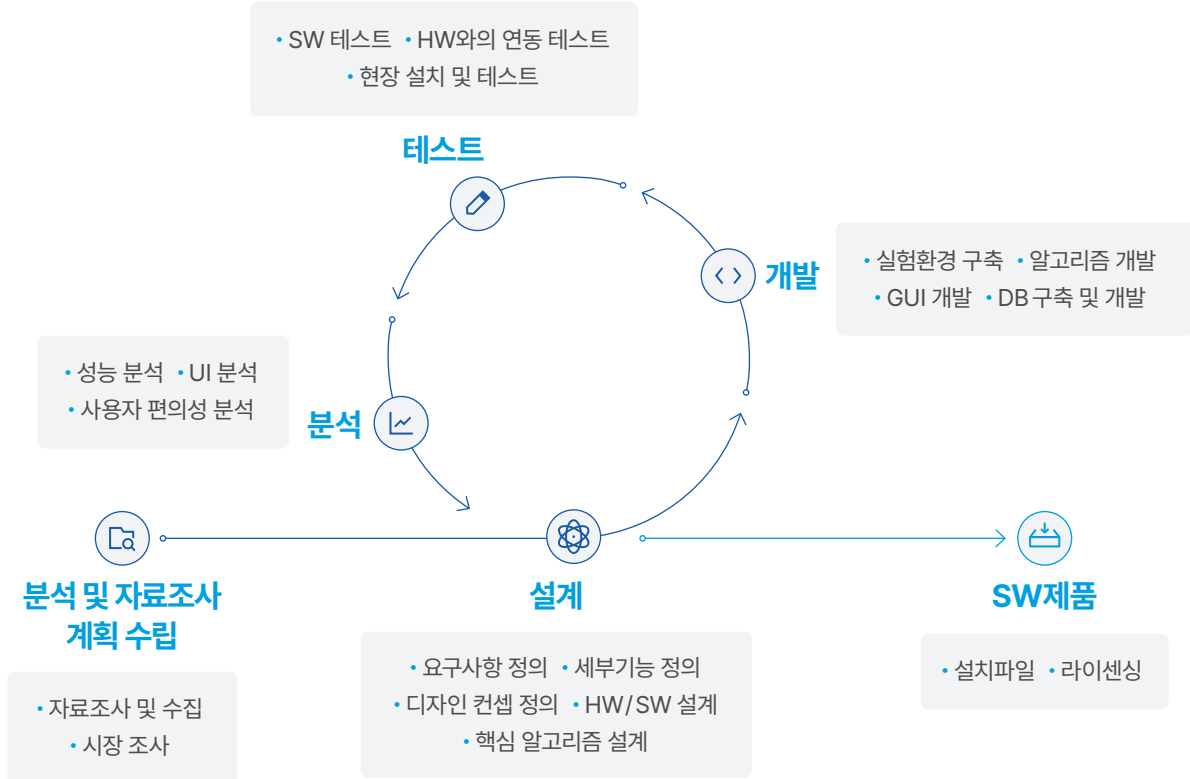 • SW 테스트 • HW와의 연동 테스트
• 현장 설치 및 테스트
테스트
개발
• 실험환경 구축 • 알고리즘 개발
• GUI 개발 • DB 구축 및 개발
• 성능 분석 • UI 분석
• 사용자 편의성 분석
분석
분석 및 자료조사
계획 수립
• 자료조사 및 수집
• 시장 조사
설계
• 요구사항 정의 • 세부기능 정의
• 디자인 컨셉 정의 • HW/SW 설계
• 핵심 알고리즘 설계
SW제품
• 설치파일 • 라이센싱